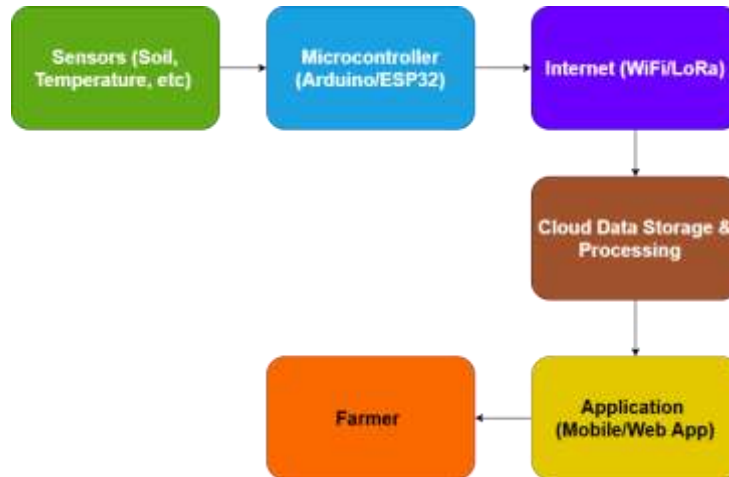 Sensors (Soil,
Temperature, etc)
Microcontroller
(Arduino/ESP32)
Internet (WiFi/LoRa)
Cloud Data Storage &
Processing
Application
(Mobile/Web App)
Farmer